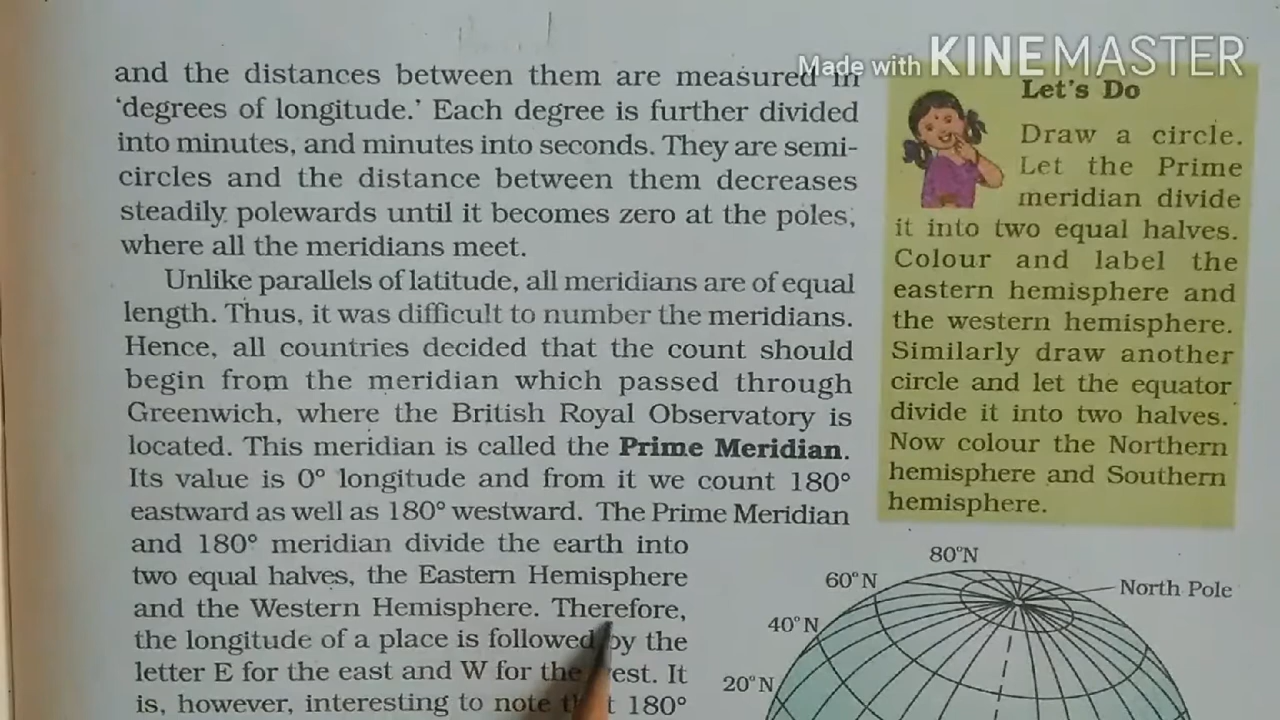 and the distances between them are measured in
'degrees of longitude.' Each degree is further divided
into minutes, and minutes into seconds. They are semi-
circles and the distance between them decreases
steadily polewards until it becomes zero at the poles,
where all the meridians meet.
Unlike parallels of latitude, all meridians are of equal
length. Thus, it was difficult to number the meridians.
Hence, all countries decided that the count should
begin from the meridian which passed through
Greenwich, where the British Royal Observatory is
located. This meridian is called the Prime Meridian.
Its value is 0° longitude and from it we count 180°
eastward as well as 180° westward. The Prime Meridian
and 180° meridian divide the earth into
two equal halves, the Eastern Hemisphere
and the Western Hemisphere. Therefore,
the longitude of a place is followed by the
letter E for the east and W for the
It
is, however, interesting to note
180°
Made with KINEMASTER
Let's Do
Draw a circle.
Let the Prime
meridian divide
it into two equal halves.
Colour and label the
eastern hemisphere and
the western hemisphere.
Similarly draw another
circle and let the equator
divide it into two halves.
Now colour the Northern
hemisphere and Southern
hemisphere.
80°N
60°N
North Pole
40°N
20°N